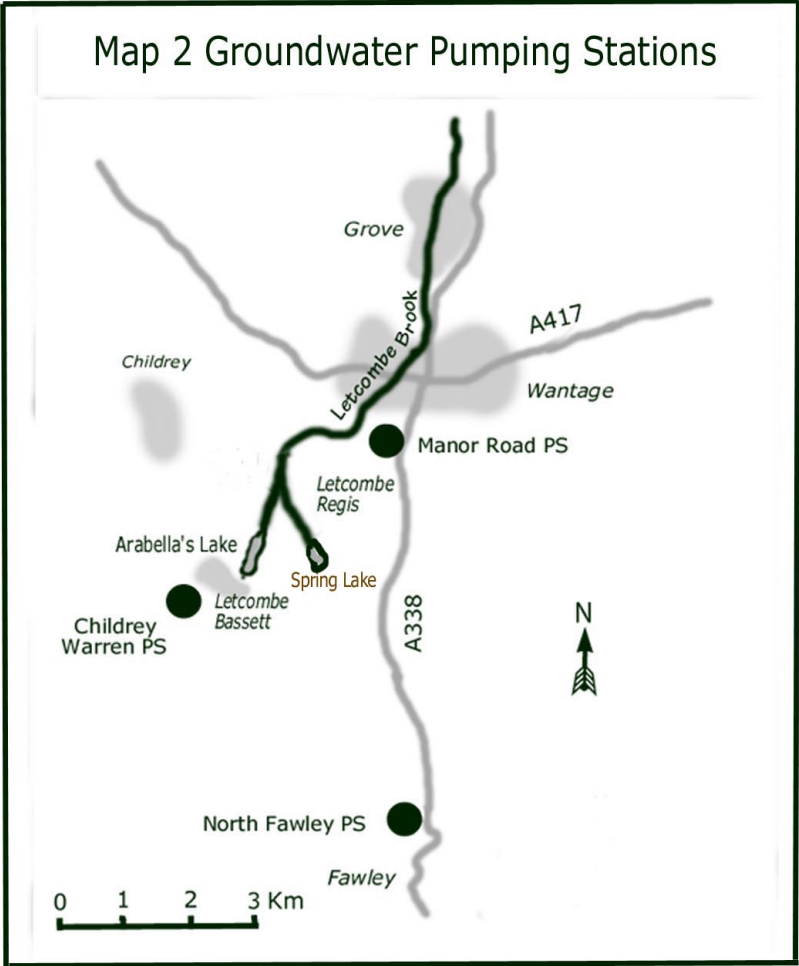 Map 2 Groundwater Pumping Stations
Grove
Letcombe Brook
A417
Childrey
Wantage
Manor Road PS
Letcombe
Regis
Arabella's Lake
Spring Lake
Letcombe
Bassett
Childrey
Warren PS
A338
N
North Fawley PS
Fawley
0 1 2 3 Km